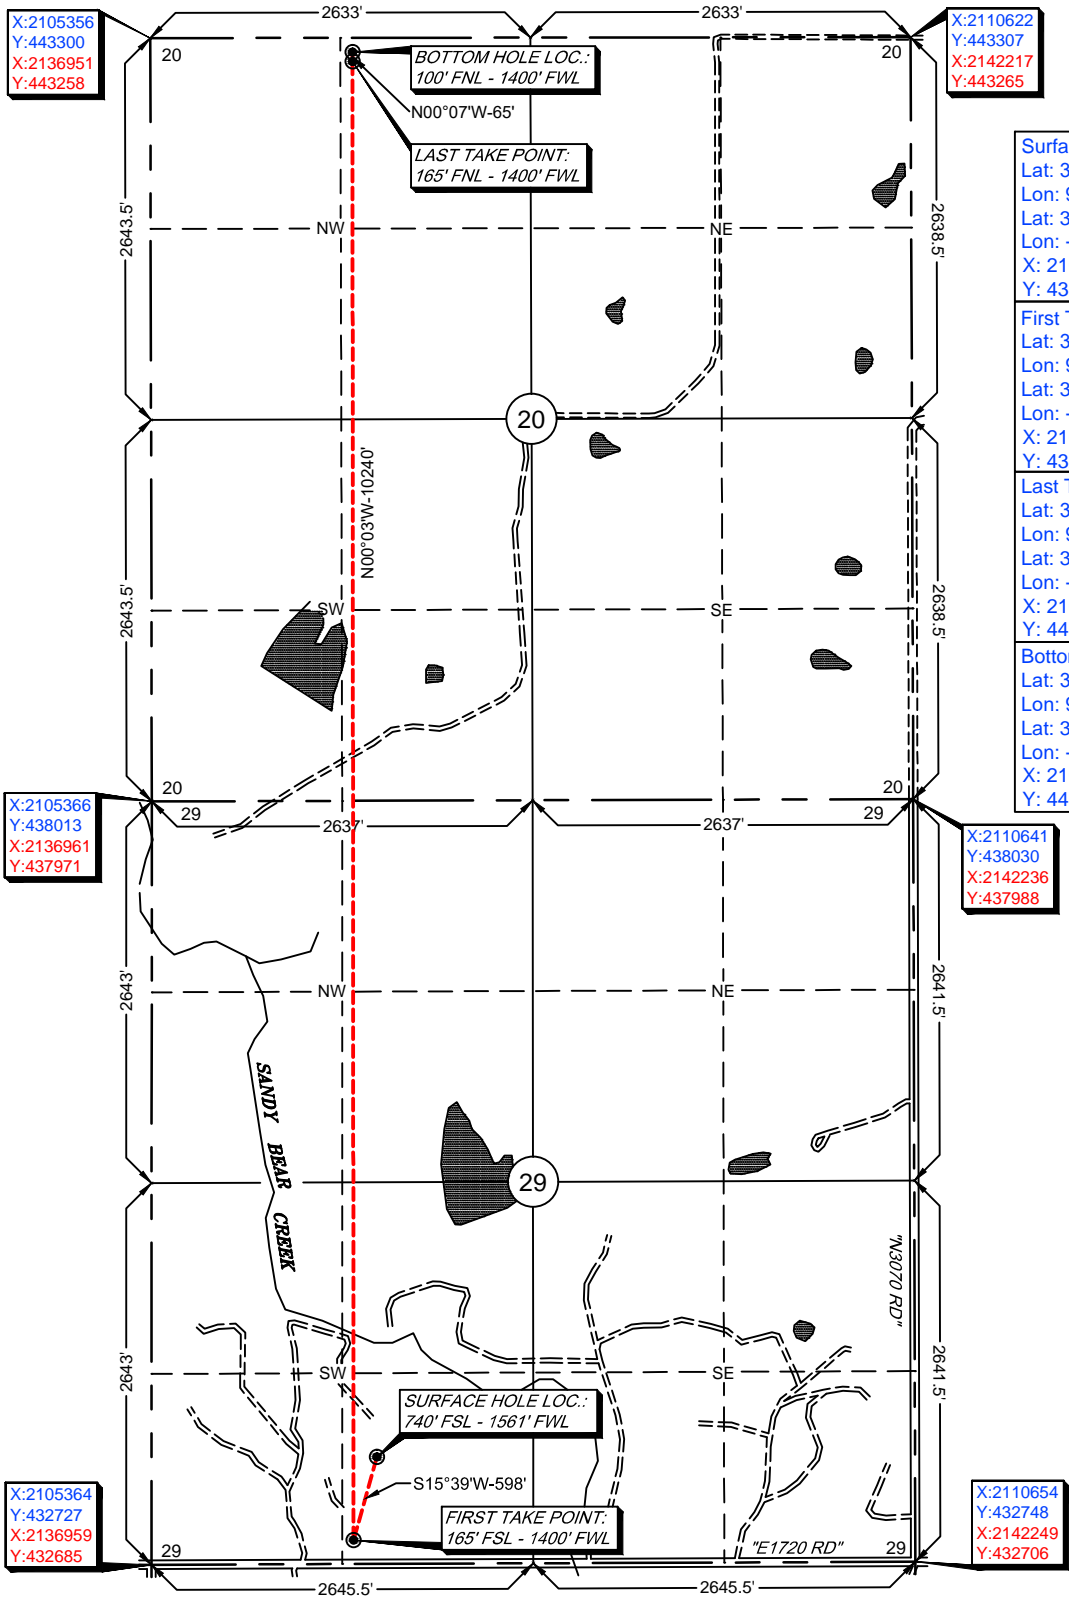 2633'
2633'
X:2105356
Y:443300
X:2136951
Y:443258
X:2110622
Y:443307
X:2142217
Y:443265
20
20
BOTTOM HOLE LOC.:
100' FNL - 1400' FWL
N00°07'W-65'
LAST TAKE POINT:
165' FNL - 1400' FWL
Surfa
Lat: 3
Lon: 9
Lat: 3
Lon: -
X: 21
Y: 43
First T
Lat: 3
Lon: 9
Lat: 3
Lon: -
X: 21
Y: 43
Last T
Lat: 3
Lon: 9
Lat: 3
Lon: -
X: 21
Y: 44
Botto
Lat: 3
Lon: 9
Lat: 3
Lon: -
X: 21
Y: 44
2643.5'
NW
NE
2638.5'
20
N00°03'W-10240'
2643.5'
SW
SE
2638.5'
20
20
29
29
2637'
2637'
X:2105366
Y:438013
X:2136961
Y:437971
X:2110641
Y:438030
X:2142236
Y:437988
2643'
NW
NE
2641.5'
SANDY BEAR CREEK
29
"N3070 RD"
2643'
SW
SE
2641.5'
SURFACE HOLE LOC.:
740' FSL - 1561' FWL
S15°39'W-598'
FIRST TAKE POINT:
165' FSL - 1400' FWL
X:2105364
Y:432727
X:2136959
Y:432685
X:2110654
Y:432748
X:2142249
Y:432706
29
"E1720 RD"
29
2645.5'
2645.5'